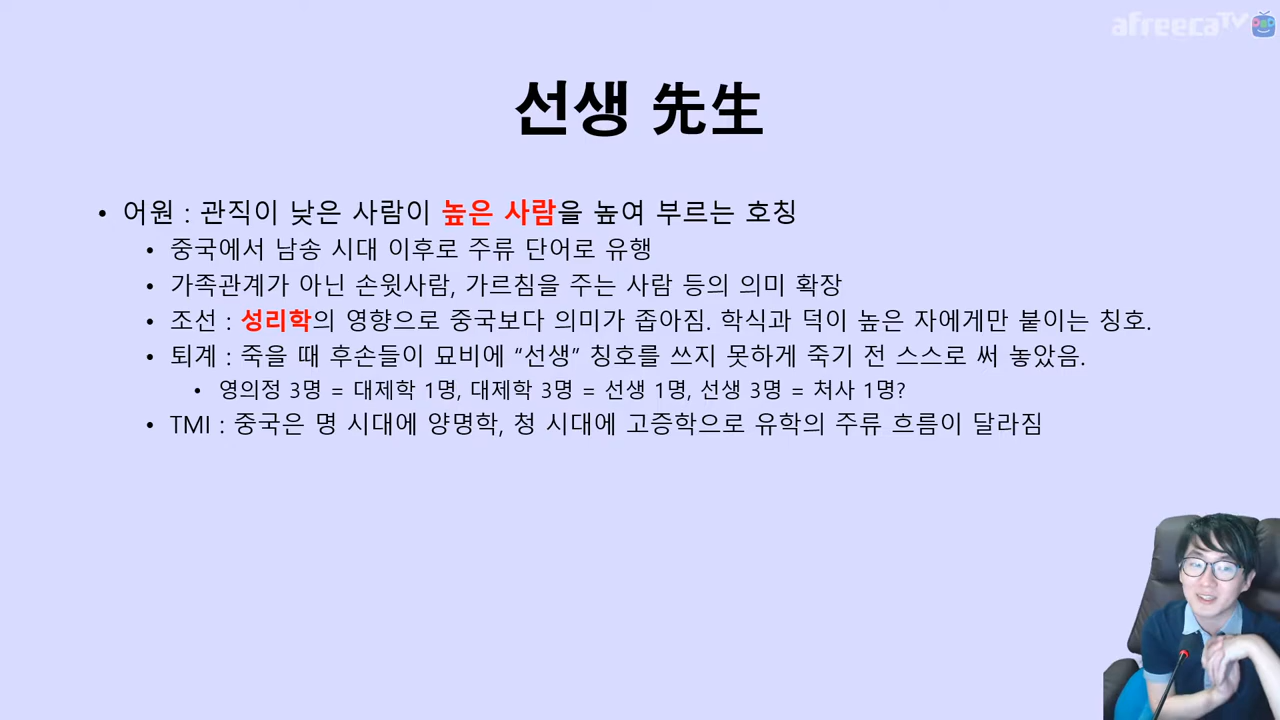 afreecaTV
선생 先生
• 어원 : 관직이 낮은 사람이 높은 사람을 높여 부르는 호칭
• 중국에서 남송 시대 이후로 주류 단어로 유행
• 가족관계가 아닌 손윗사람, 가르침을 주는 사람 등의 의미 확장
• 조선 : 성리학의 영향으로 중국보다 의미가 좁아짐. 학식과 덕이 높은 자에게만 붙이는 칭호.
• 퇴계 : 죽을 때 후손들이 묘비에 “선생” 칭호를 쓰지 못하게 죽기 전 스스로 써 놓았음.
• 영의정 3명 = 대제학 1명, 대제학 3명 = 선생 1명, 선생 3명 = 처사 1명?
• TMI : 중국은 명 시대에 양명학, 청 시대에 고증학으로 유학의 주류 흐름이 달라짐